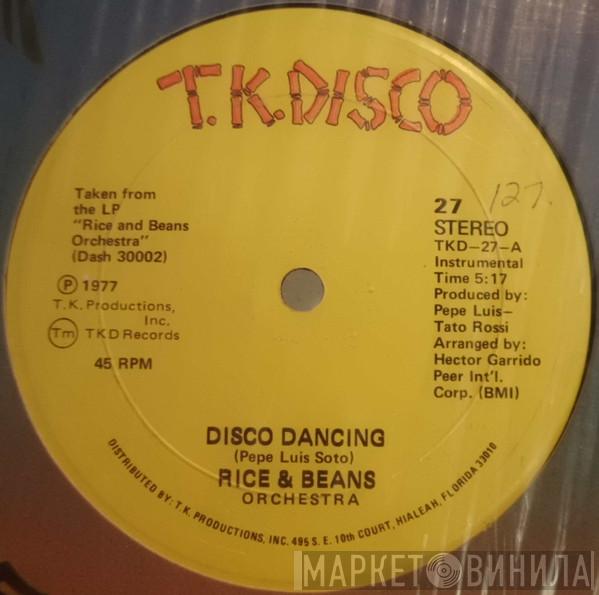 T.K.DISCO
Taken from
the LP
"Rice and Beans
Orchestra"
(Dash 30002)
℗ 1977
T.K. Productions,
Inc.
Tm TKD Records
45 RPM
27
127.
STEREO
TKD-27-A
Instrumental
Time 5:17
Produced by:
Pepe Luis-
Tato Rossi
Arranged by:
Hector Garrido
Peer Int'l.
Corp. (BMI)
DISCO DANCING
(Pepe Luis Soto)
RICE & BEANS
ORCHESTRA
DISTRIBUTED BY: T.K. PRODUCTIONS, INC. 495 S.E. 10th COURT, HIALEAH, FLORIDA 33010
МАРКЕТ ВИНИЛА